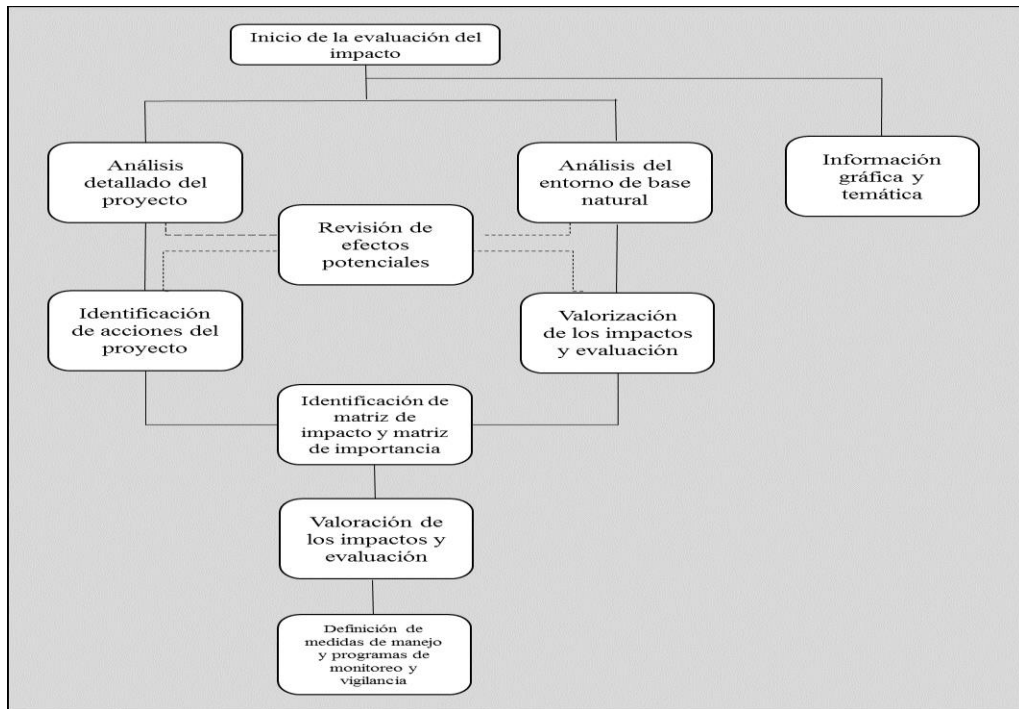 Inicio de la evaluación del
impacto
Análisis
detallado del
proyecto
Análisis del
entorno de base
natural
Información
gráfica y
temática
Revisión de
efectos
potenciales
Identificación
de acciones del
proyecto
Valorización
de los impactos
y evaluación
Identificación de
matriz de
impacto y matriz
de importancia
Valoración de
los impactos y
evaluación
Definición de
medidas de manejo
y programas de
monitoreo y
vigilancia